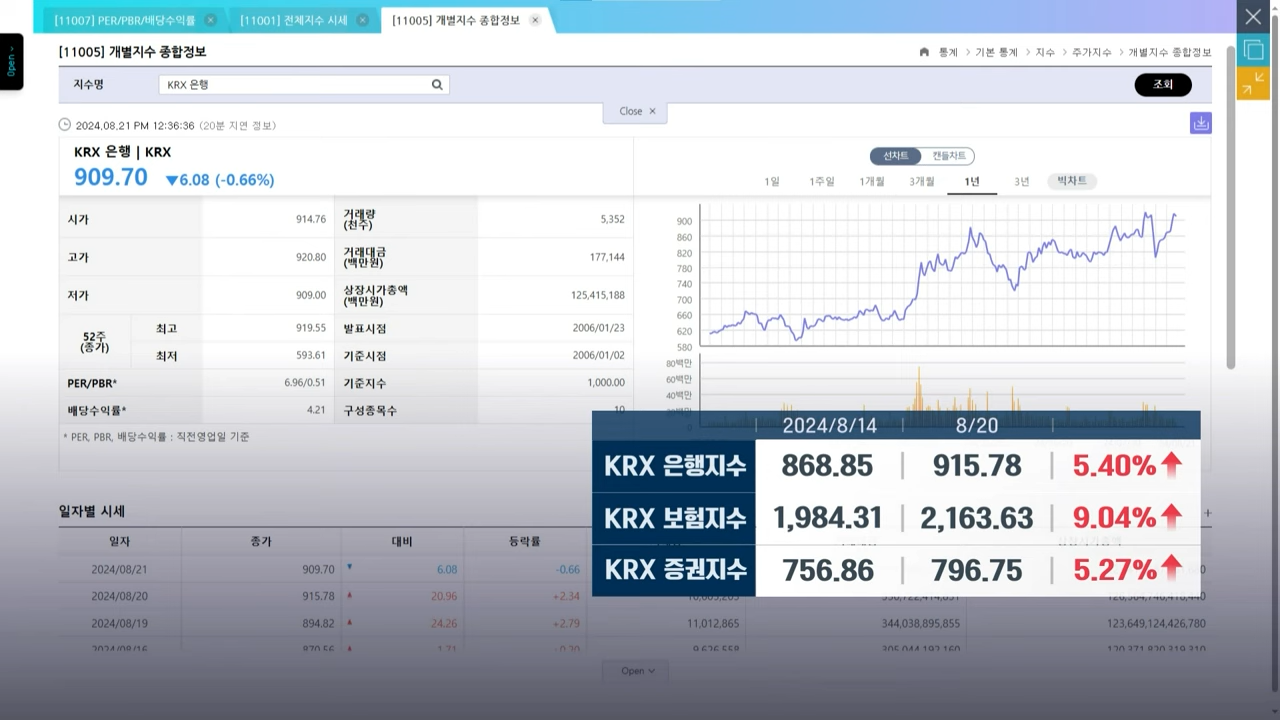 [11007] PER/PBR/배당수익률
[11001] 전체지수 시세
[11005] 개별지수 종합정보
Open
[11005] 개별지수 종합정보
통계 > 기본 통계 > 지수 > 주가지수 > 개별지수 종합정보
지수명
KRX 은행
조회
Close
2024.08.21 PM 12:36:36 (20분 지연 정보)
KRX 은행 | KRX
909.70 ▼6.08 (-0.66%)
선차트 캔들차트
1일 1주일 1개월 3개월 1년 3년 빅차트
시가 914.76 거래량 (천주) 5,352
고가 920.80 거래대금 (백만원) 177,144
저가 909.00 상장시가총액 (백만원) 125,415,188
52주 (종가) 최고 919.55 발표시점 2006/01/23
최저 593.61 기준시점 2006/01/02
PER/PBR* 6.96/0.51 기준지수 1,000.00
배당수익률* 4.21 구성종목수 10
* PER, PBR, 배당수익률 : 직전영업일 기준
900
860
820
780
740
700
660
620
580
80백만
60백만
40백만
2024/8/14 8/20
KRX 은행지수 868.85 915.78 5.40%
KRX 보험지수 1,984.31 2,163.63 9.04%
KRX 증권지수 756.86 796.75 5.27%
일자별 시세
일자 종가 대비 등락률
2024/08/21 909.70 ▼ 6.08 -0.66
2024/08/20 915.78 ▲ 20.96 +2.34
2024/08/19 894.82 ▲ 24.26 +2.79 11,012,865 344,038,895,855 123,649,124,426,780
2024/08/16 870.56 ▲ 1.71 +0.20
Open